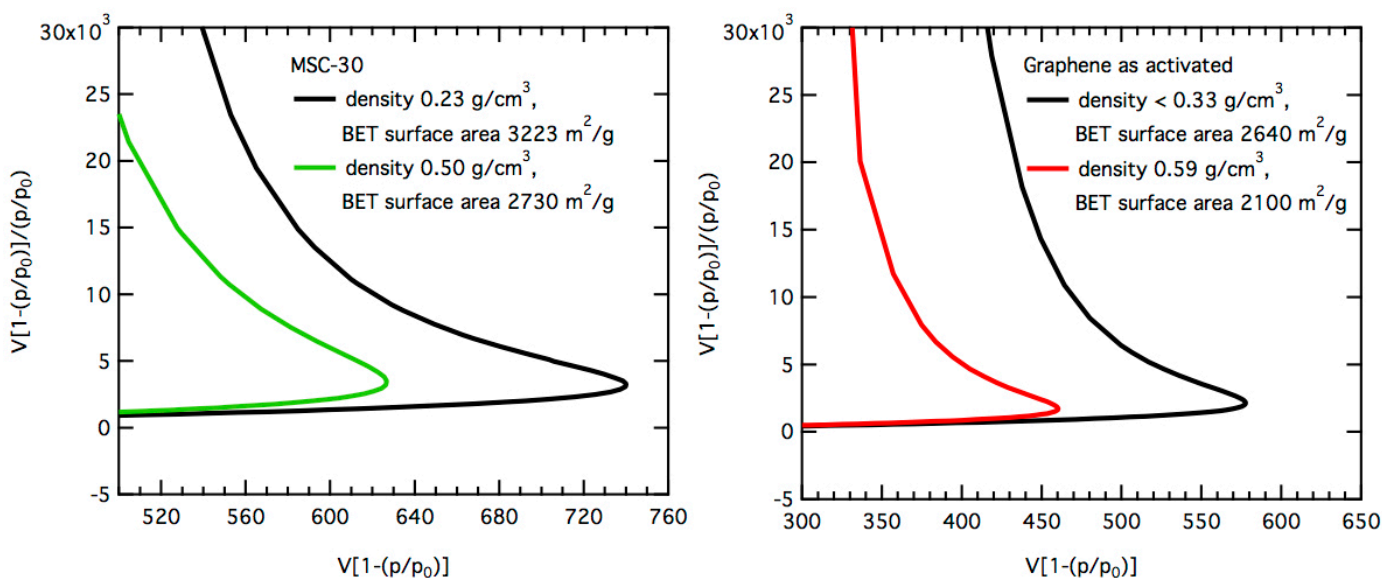 30x10³
25
20
15
10
5
0
-5
V[1-(p/p₀)]/(p/p₀)
MSC-30
density 0.23 g/cm³,
BET surface area 3223 m²/g
density 0.50 g/cm³,
BET surface area 2730 m²/g
520 560 600 640 680 720 760
V[1-(p/p₀)]
30x10³
25
20
15
10
5
0
-5
V[1-(p/p₀)]/(p/p₀)
Graphene as activated
density < 0.33 g/cm³,
BET surface area 2640 m²/g
density 0.59 g/cm³,
BET surface area 2100 m²/g
300 350 400 450 500 550 600 650
V[1-(p/p₀)]